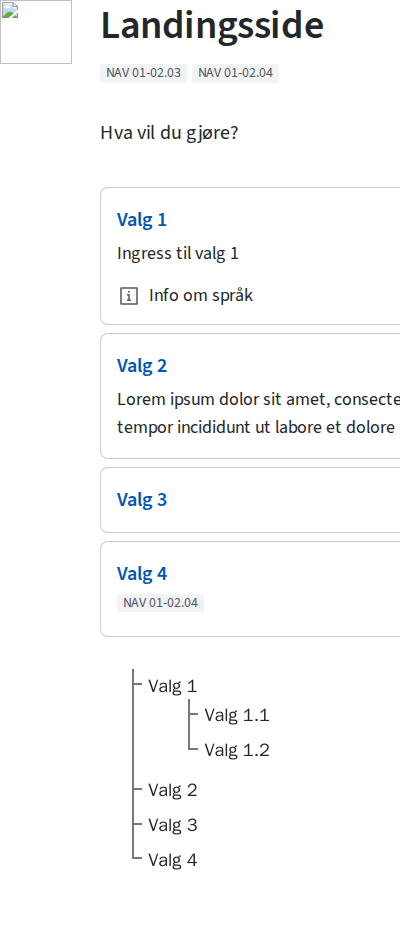 Landingsside
NAV 01-02.03 NAV 01-02.04
Hva vil du gjøre?
Valg 1
Ingress til valg 1
Info om språk
Valg 2
Lorem ipsum dolor sit amet, consecte
tempor incididunt ut labore et dolore
Valg 3
Valg 4
NAV 01-02.04
Valg 1
Valg 1.1
Valg 1.2
Valg 2
Valg 3
Valg 4